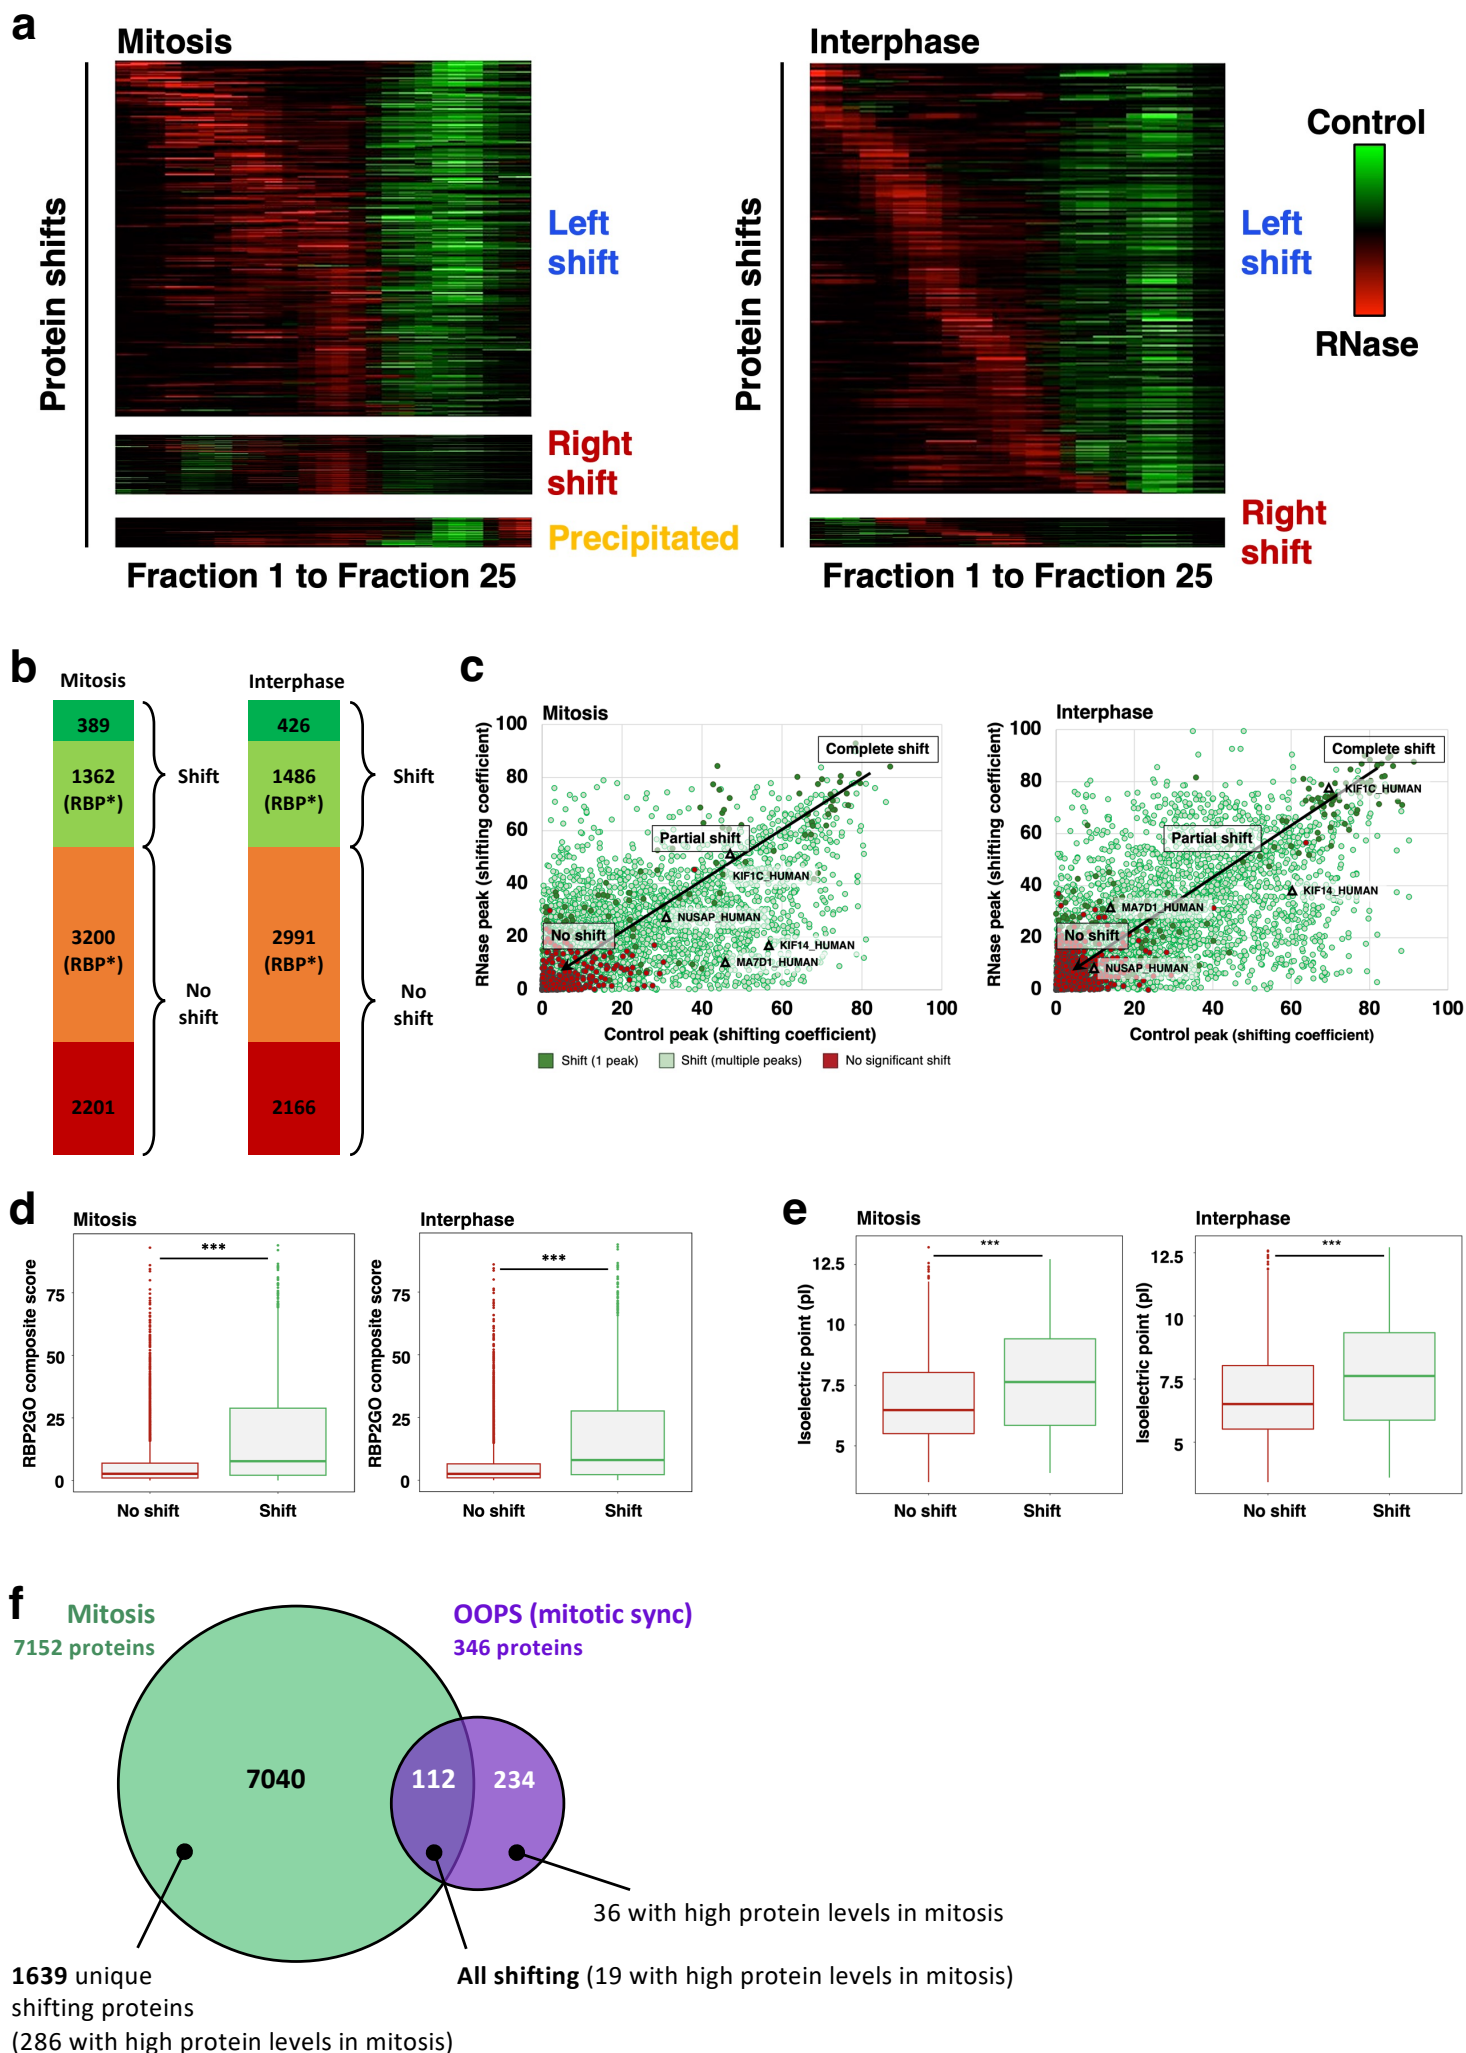 a
Mitosis
Interphase
Protein shifts
Left
shift
Right
shift
Precipitated
Fraction 1 to Fraction 25
Protein shifts
Left
shift
Right
shift
Fraction 1 to Fraction 25
Control
RNase
b
Mitosis
Interphase
389
1362
(RBP*)
3200
(RBP*)
2201
Shift
No
shift
426
1486
(RBP*)
2991
(RBP*)
2166
Shift
No
shift
c
Mitosis
RNase peak (shifting coefficient)
100
80
60
40
20
0
Complete shift
Partial shift
No shift
KIF1C_HUMAN
NUSAP_HUMAN
KIF14_HUMAN
MA7D1_HUMAN
0 20 40 60 80 100
Control peak (shifting coefficient)
Interphase
RNase peak (shifting coefficient)
100
80
60
40
20
0
Complete shift
KIF1C_HUMAN
Partial shift
KIF14_HUMAN
MA7D1_HUMAN
No shift
NUSAP_HUMAN
0 20 40 60 80 100
Control peak (shifting coefficient)
Shift (1 peak) Shift (multiple peaks) No significant shift
d
Mitosis
RBP2GO composite score
75
50
25
0
***
No shift Shift
Interphase
RBP2GO composite score
75
50
25
0
***
No shift Shift
e
Mitosis
Isoelectric point (pI)
12.5
10
7.5
5
***
No shift Shift
Interphase
Isoelectric point (pI)
12.5
10
7.5
5
***
No shift Shift
f
Mitosis
7152 proteins
OOPS (mitotic sync)
346 proteins
7040
112
234
36 with high protein levels in mitosis
All shifting (19 with high protein levels in mitosis)
1639 unique
shifting proteins
(286 with high protein levels in mitosis)